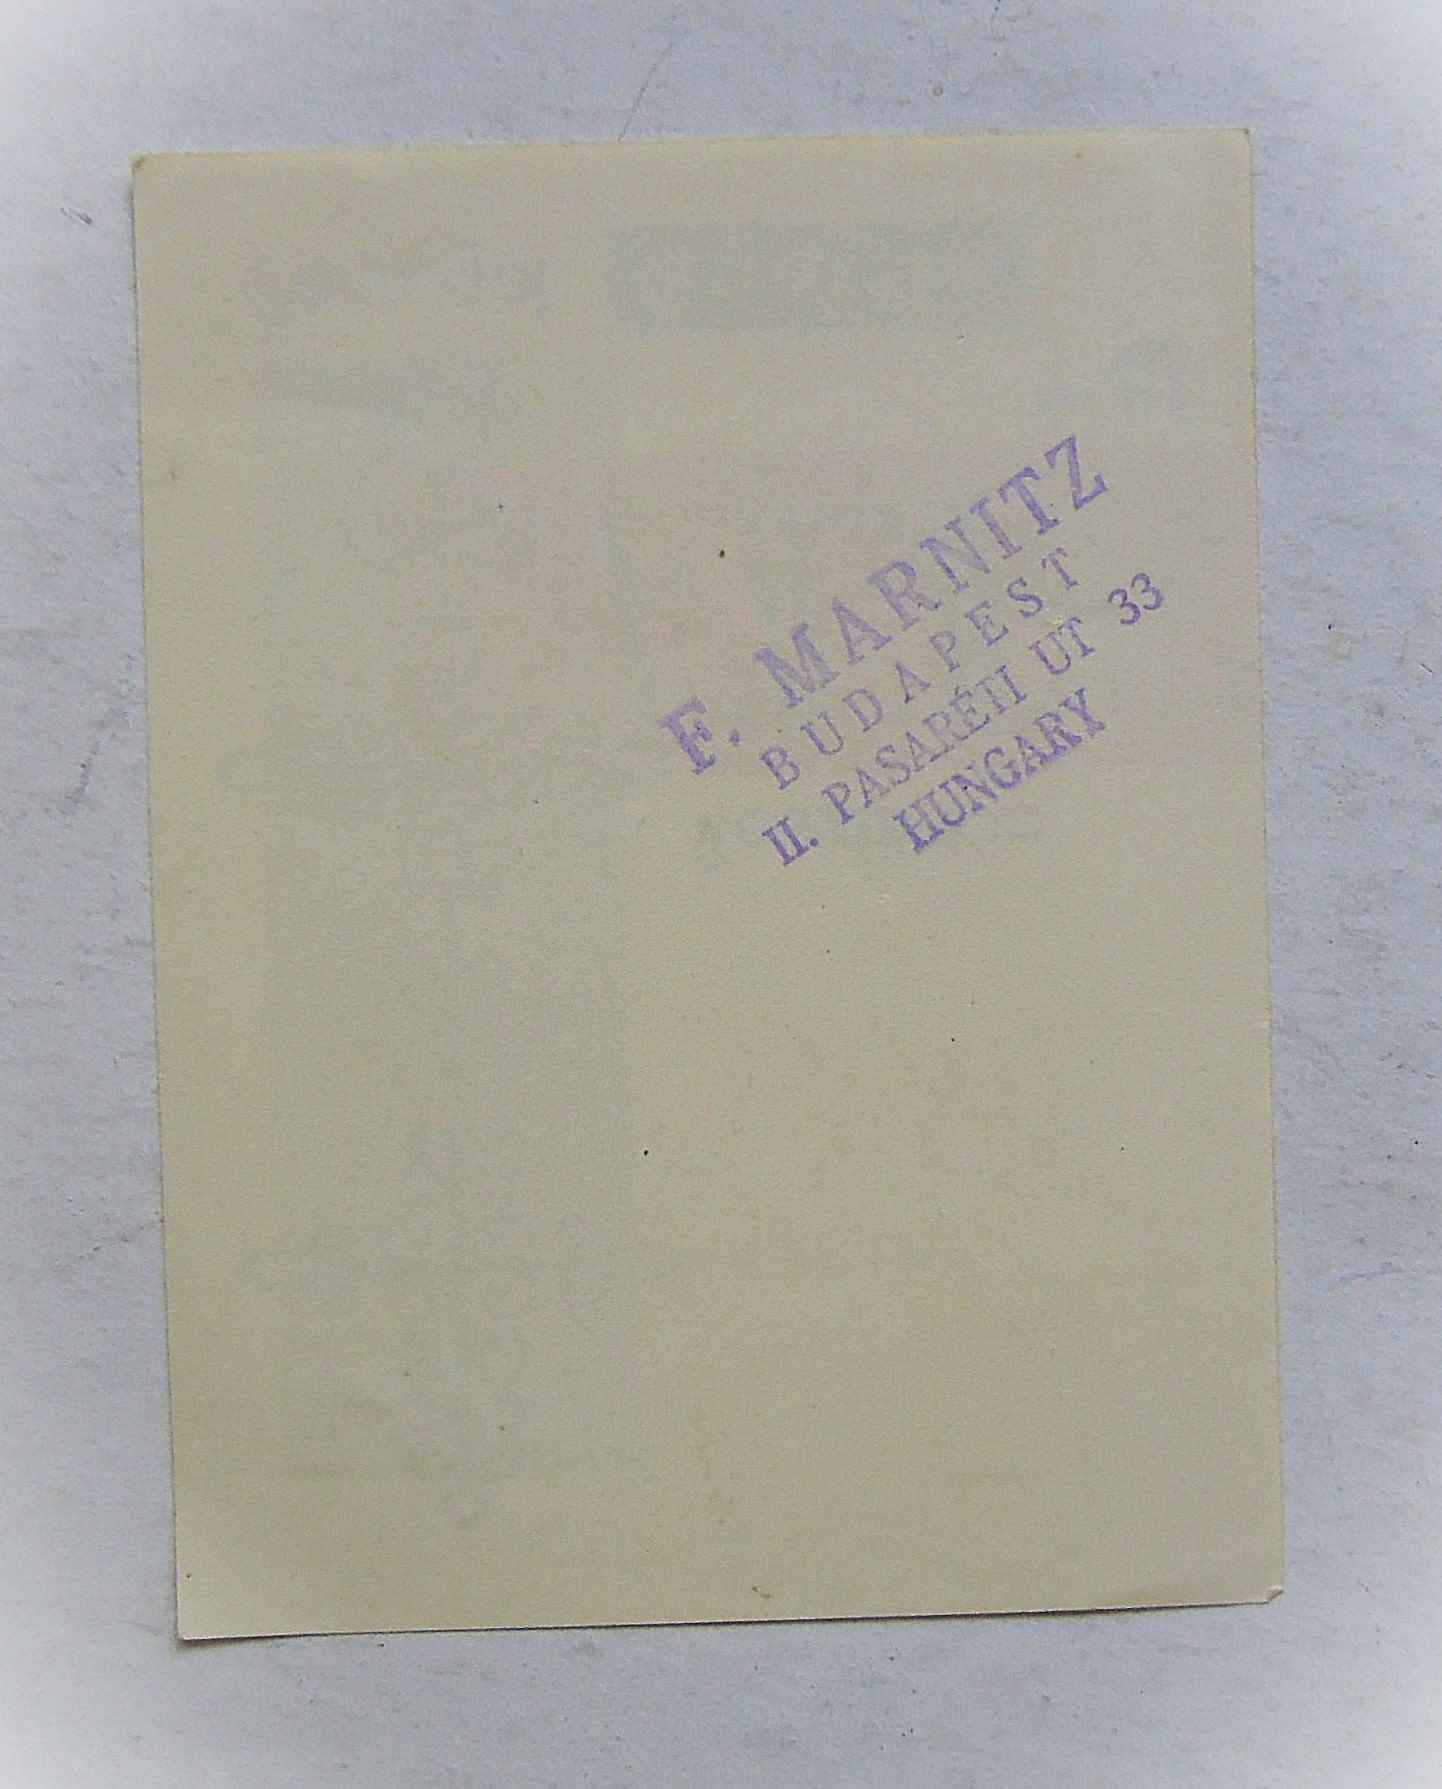 F. MARNITZ
BUDAPEST
II. PASARÉTI UT 33
HUNGARY